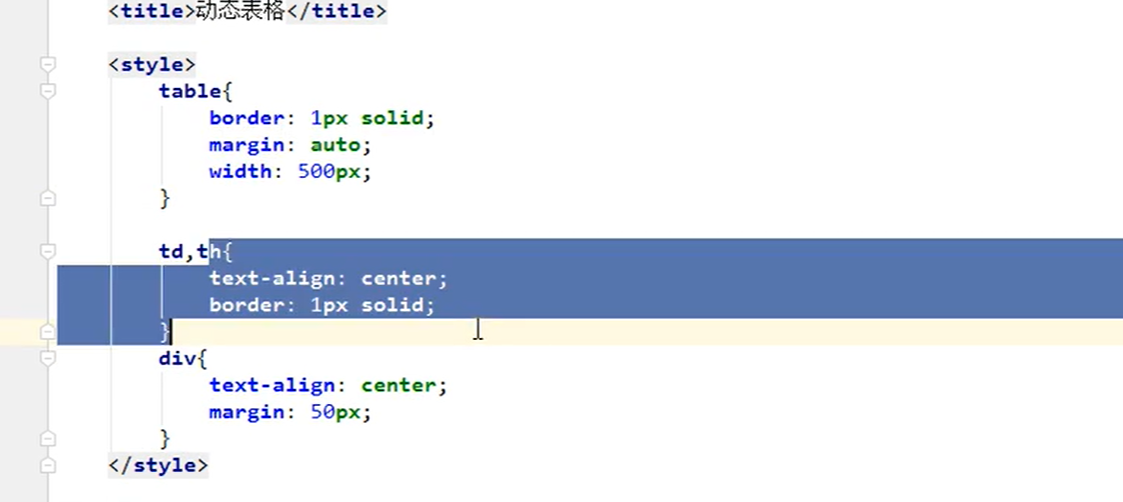 <title>动态表格</title>
<style>
table{
border: 1px solid;
margin: auto;
width: 500px;
}
td,th{
text-align: center;
border: 1px solid;
}
div{
text-align: center;
margin: 50px;
}
</style>